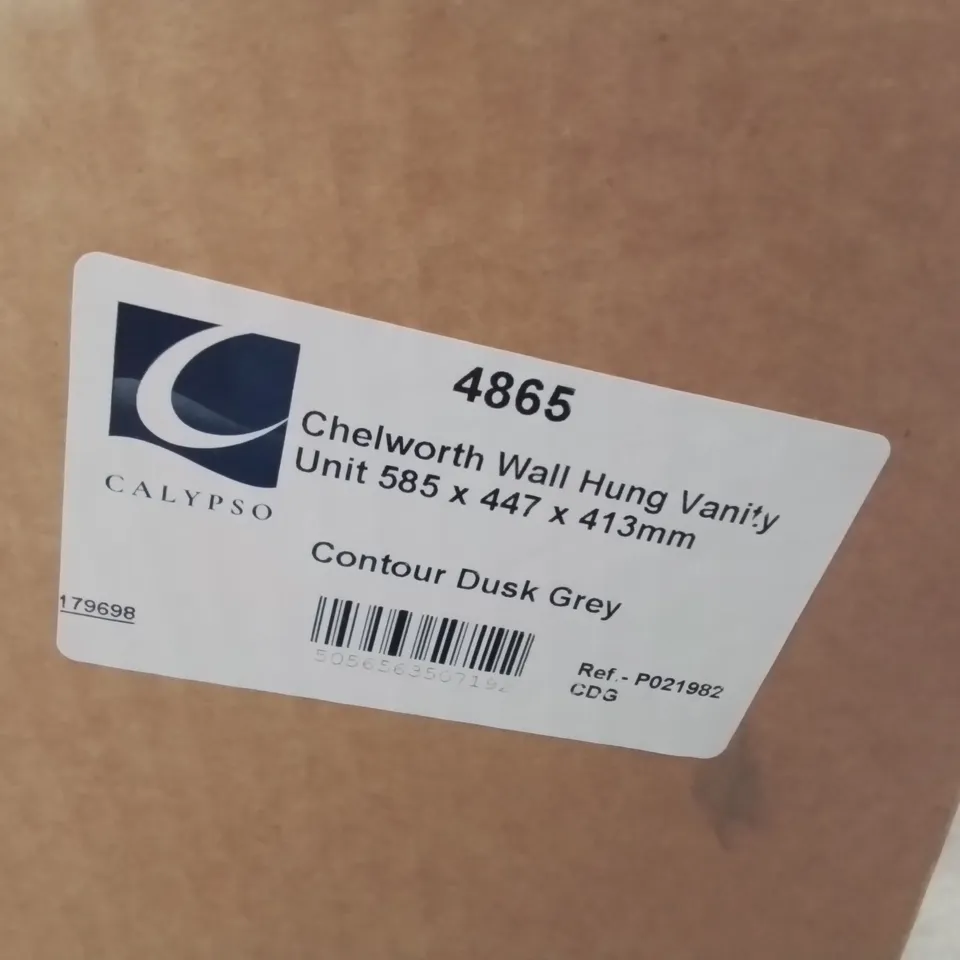 4865
Chelworth Wall Hung Vanity
Unit 585 x 447 x 413mm
CALYPSO
Contour Dusk Grey
179698
5056563507192
Ref.- P021982
CDG